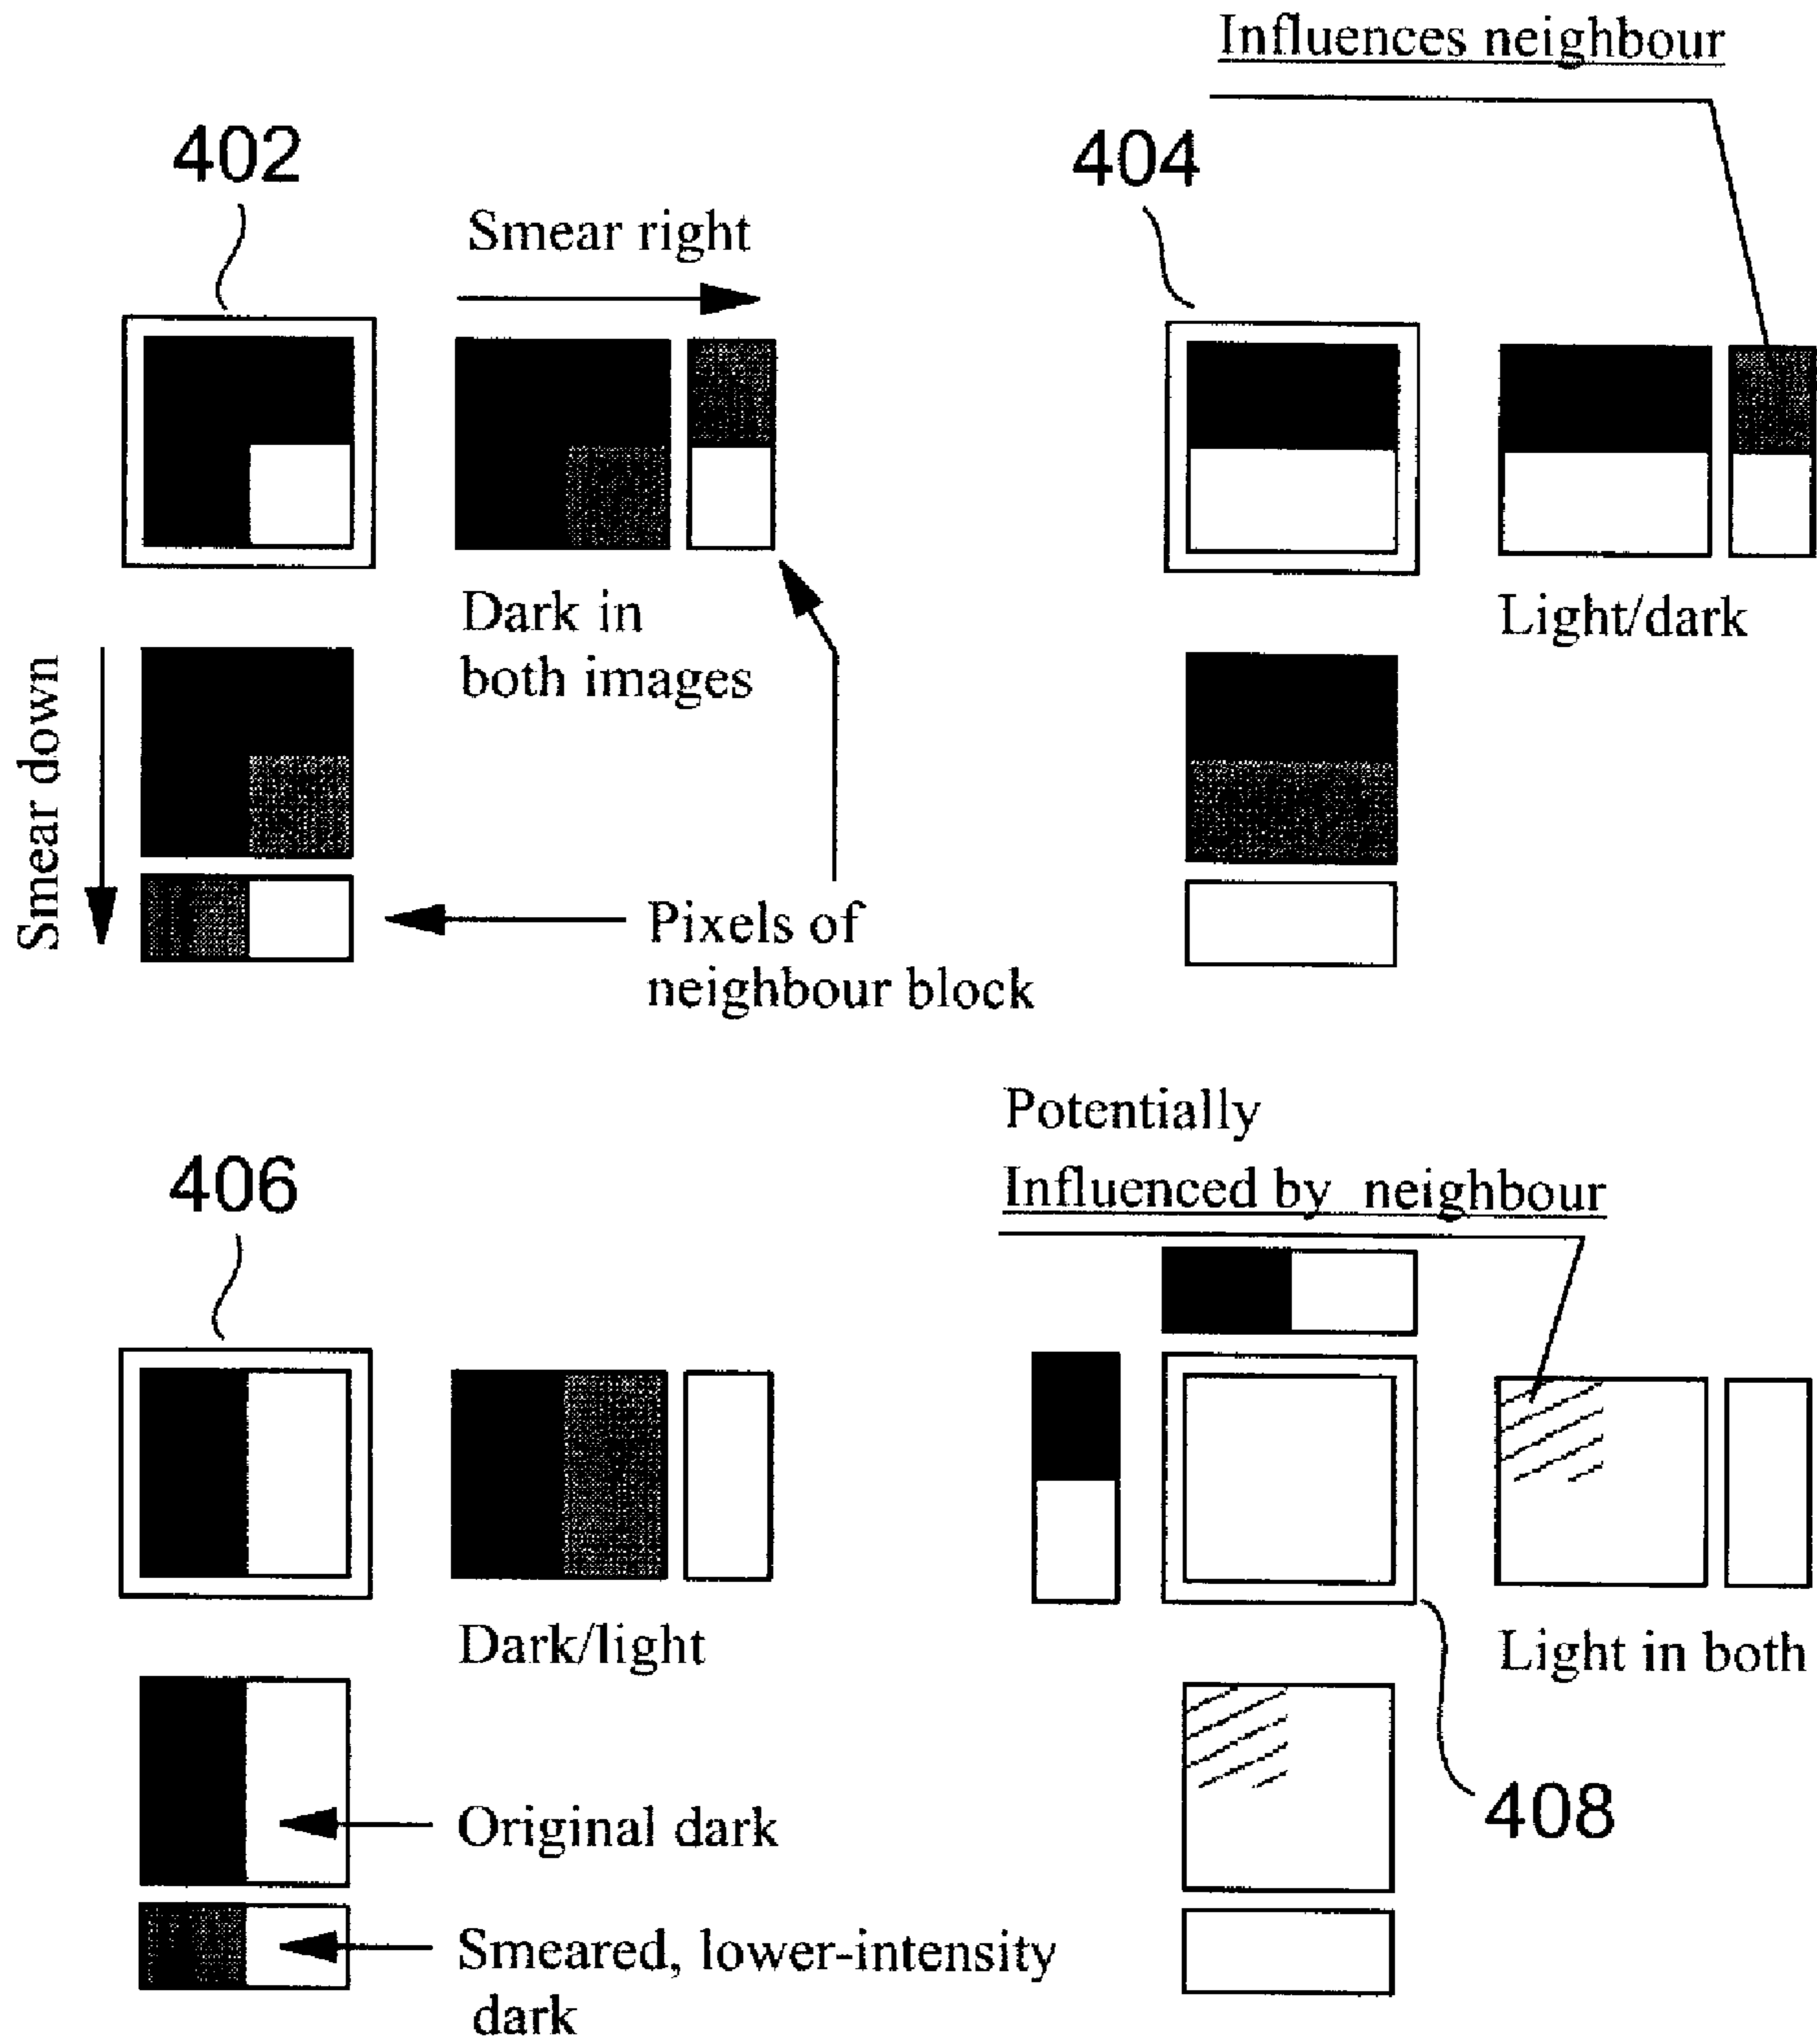 Influences neighbour
402
404
Smear right
Dark in
both images
Light/dark
Smear down
Pixels of
neighbour block
Potentially
Influenced by neighbour
406
Dark/light
Light in both
408
Original dark
Smeared, lower-intensity
dark